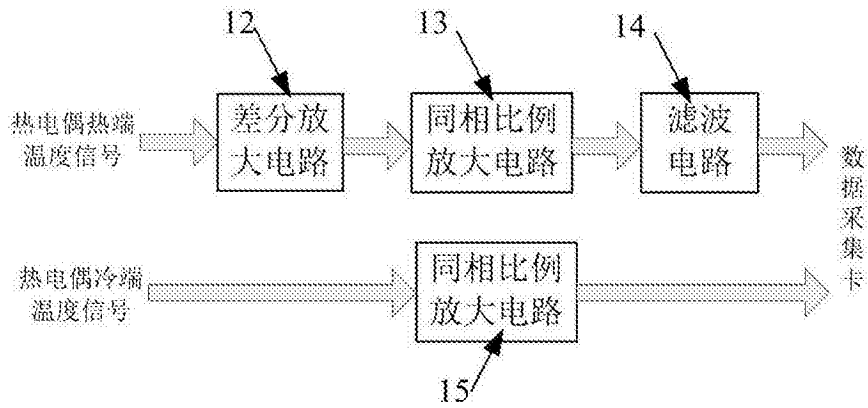 12
13
14
热电偶热端
温度信号
差分放
大电路
同相比例
放大电路
滤波
电路
数据采集卡
热电偶冷端
温度信号
同相比例
放大电路
15